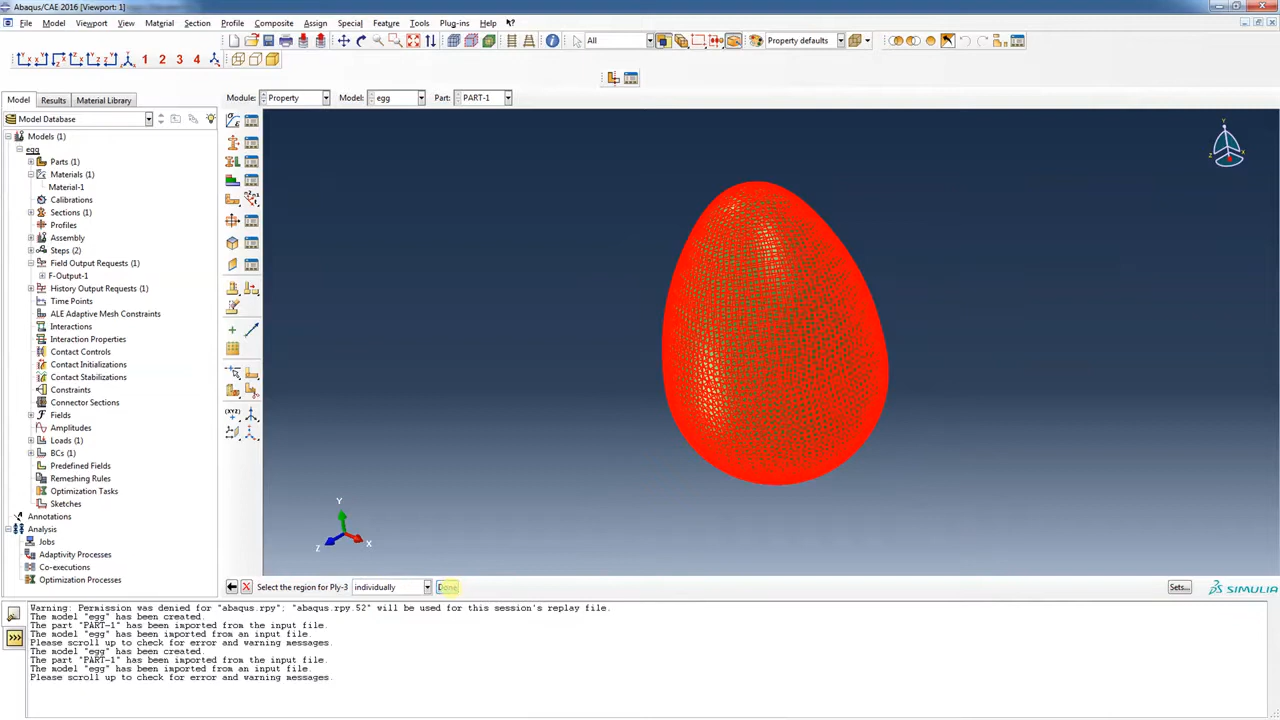 Abaqus/CAE 2016 [Viewport: 1]
File Model Viewport View Material Section Profile Composite Assign Special Feature Tools Plug-ins Help
All Property defaults
1 2 3 4
Model Results Material Library Module: Property Model: egg Part: PART-1
Model Database
Models (1)
egg
Parts (1)
Materials (1)
Material-1
Calibrations
Sections (1)
Profiles
Assembly
Steps (2)
Field Output Requests (1)
F-Output-1
History Output Requests (1)
Time Points
ALE Adaptive Mesh Constraints
Interactions
Interaction Properties
Contact Controls
Contact Initializations
Contact Stabilizations
Constraints
Connector Sections
Fields
Amplitudes
Loads (1)
BCs (1)
Predefined Fields
Remeshing Rules
Optimization Tasks
Sketches
Annotations
Analysis
Jobs
Adaptivity Processes
Co-executions
Optimization Processes
Y
Z X
Select the region for Ply-3 individually Done Sets... SIMULIA
Warning: Permission was denied for "abaqus.rpy"; "abaqus.rpy.52" will be used for this session's replay file.
The model "egg" has been created.
The part "PART-1" has been imported from the input file.
The model "egg" has been imported from an input file.
Please scroll up to check for error and warning messages.
The model "egg" has been created.
The part "PART-1" has been imported from the input file.
The model "egg" has been imported from an input file.
Please scroll up to check for error and warning messages.